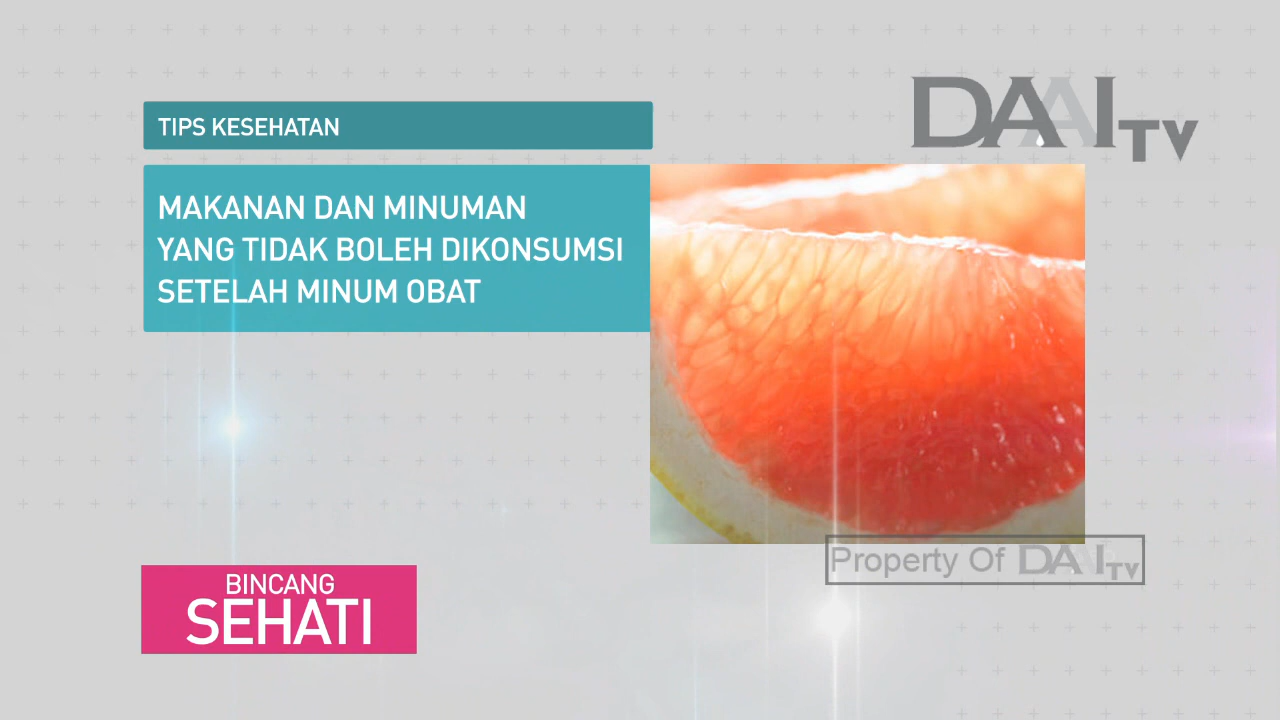 DAAI TV
TIPS KESEHATAN
MAKANAN DAN MINUMAN
YANG TIDAK BOLEH DIKONSUMSI
SETELAH MINUM OBAT
Property Of DAAI TV
BINCANG
SEHATI